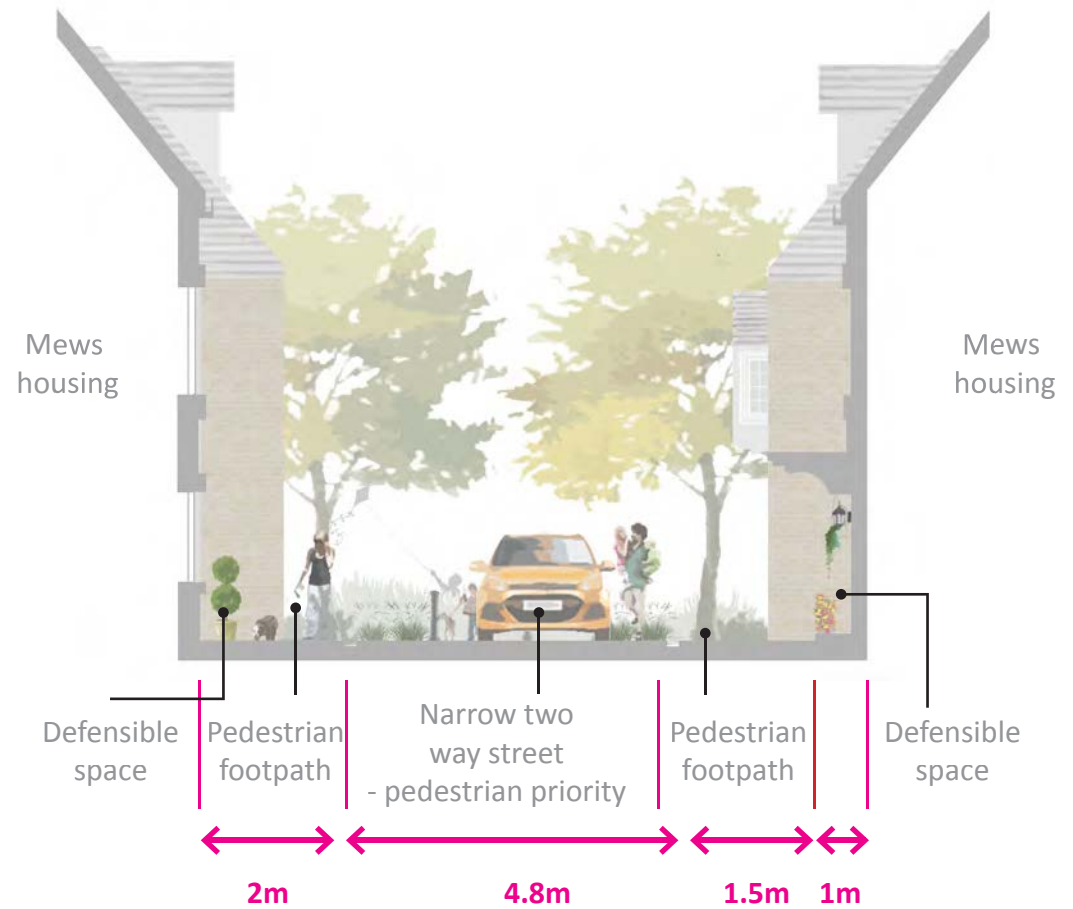 Mews
housing
Mews
housing
Defensible
space
Pedestrian
footpath
Narrow two
way street
- pedestrian priority
Pedestrian
footpath
Defensible
space
2m
4.8m
1.5m
1m